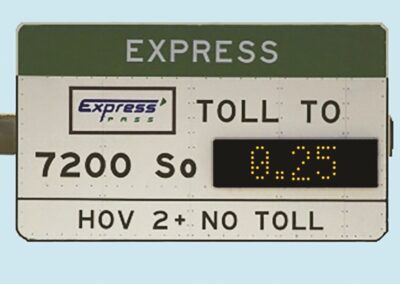 EXPRESS
Express PASS TOLL TO
7200 So 0.25
HOV 2+ NO TOLL